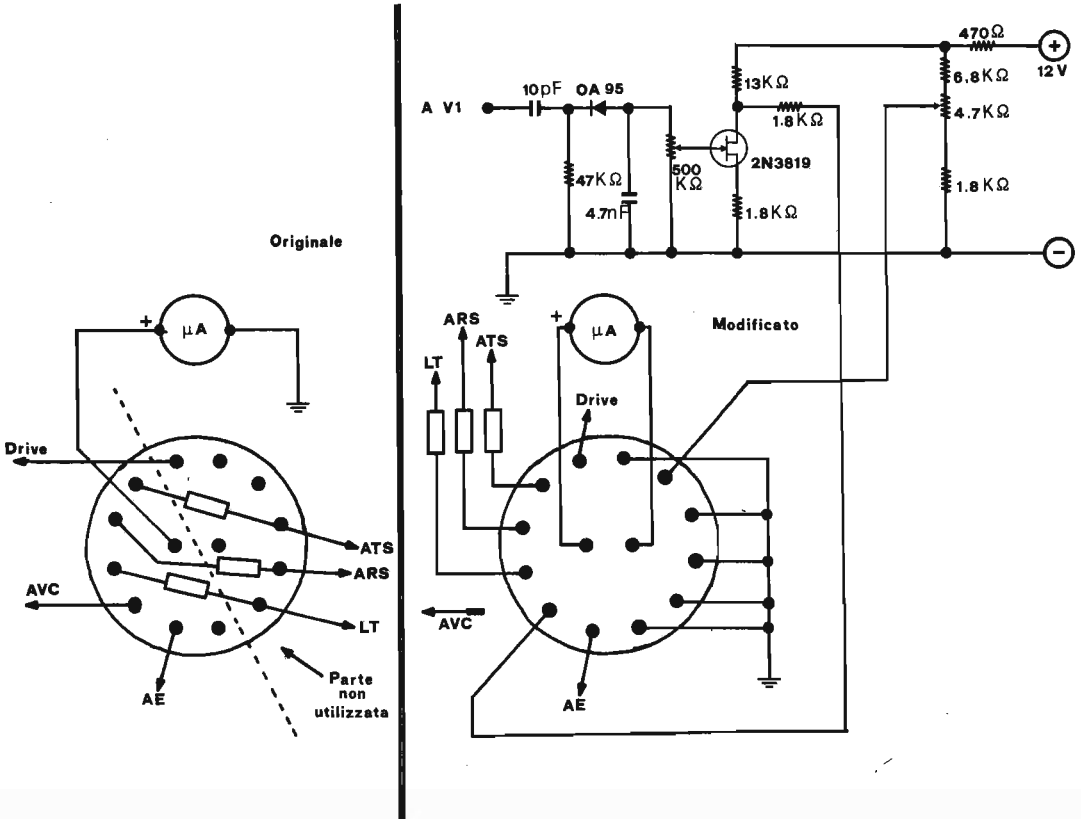 Originale
+
μA
Drive
ATS
ARS
AVC
LT
AE
Parte
non
utilizzata
A V1
10pF
OA 95
47KΩ
4.7nF
500
KΩ
13KΩ
1.8KΩ
2N3819
1.8KΩ
470Ω
+
12 V
6,8KΩ
4.7KΩ
1.8KΩ
−
Modificato
ARS
ATS
LT
+
μA
Drive
AVC
AE